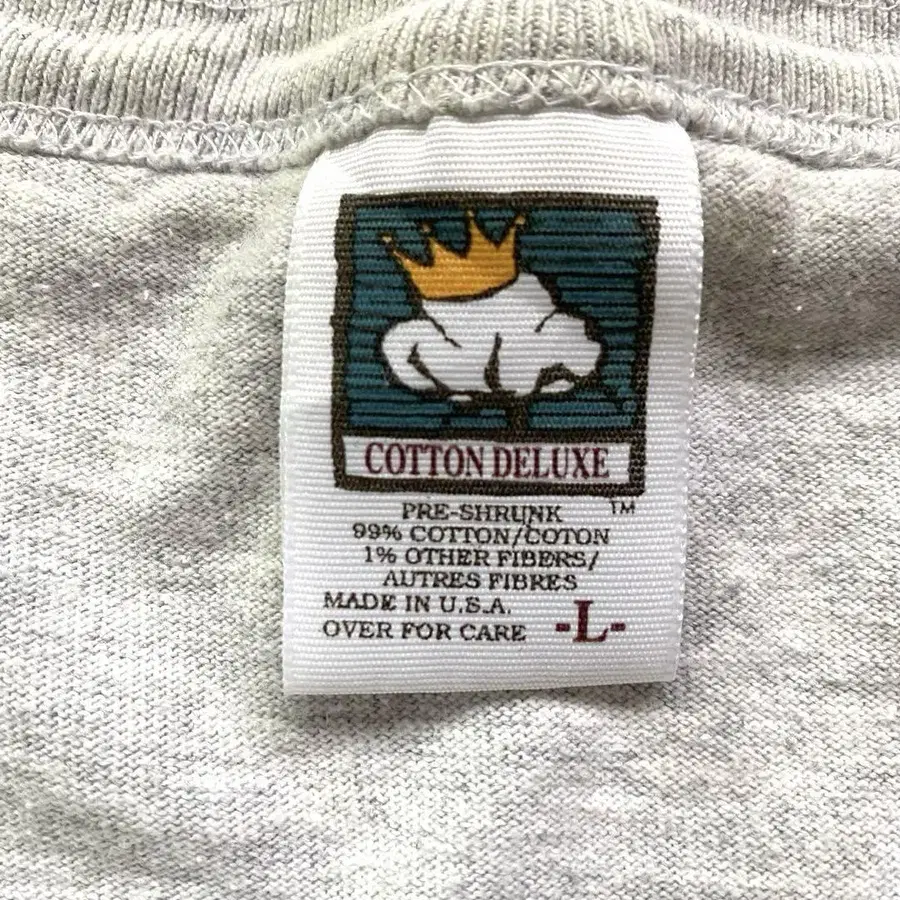 COTTON DELUXE
TM
PRE-SHRUNK
99% COTTON/COTON
1% OTHER FIBERS/
AUTRES FIBRES
MADE IN U.S.A.
OVER FOR CARE -L-